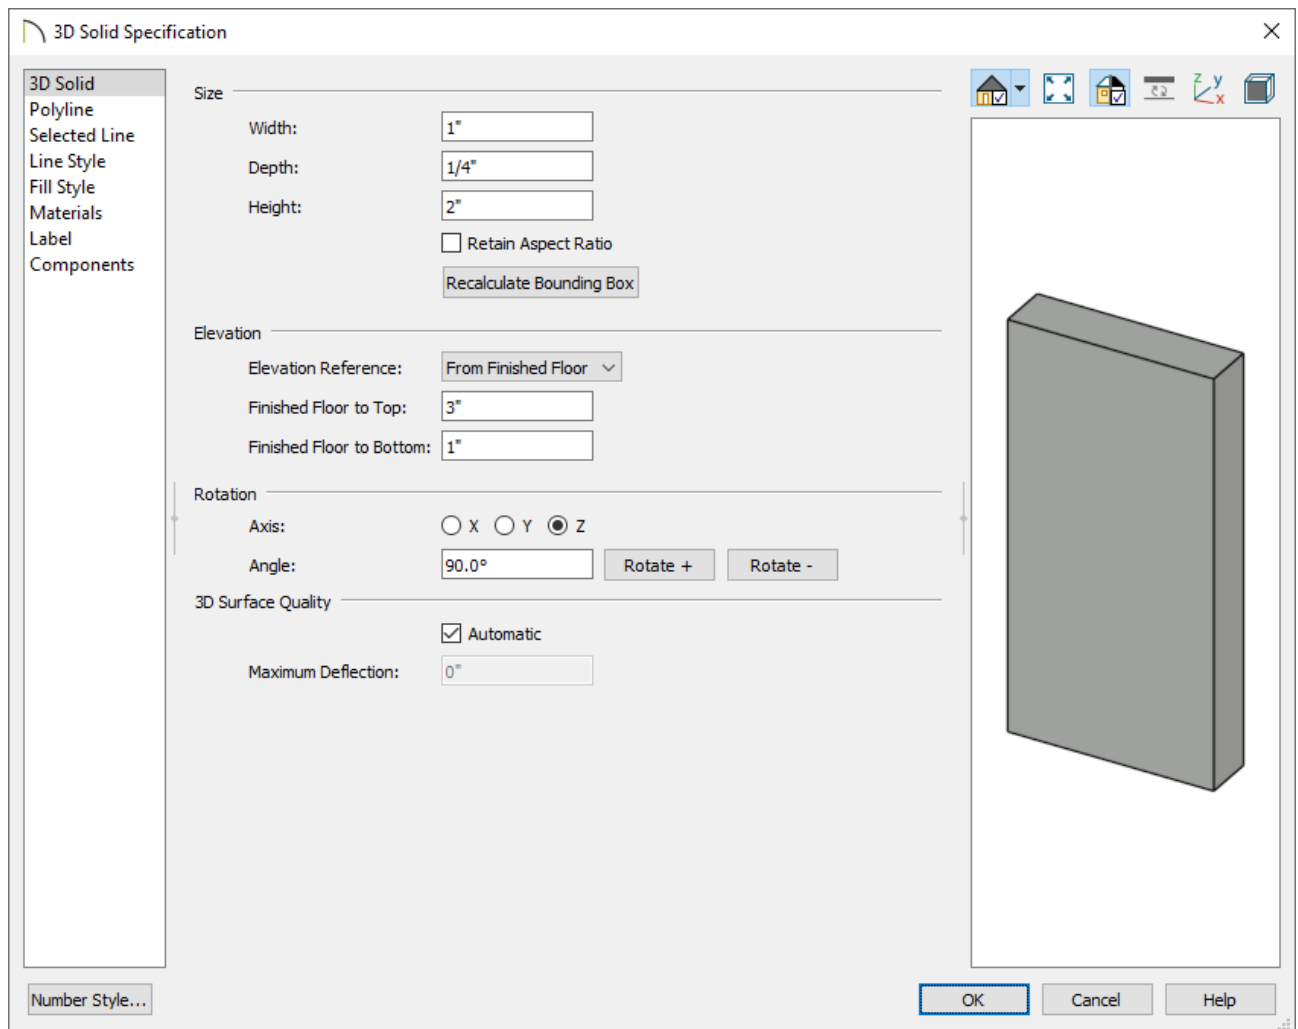 3D Solid Specification
3D Solid
Polyline
Selected Line
Line Style
Fill Style
Materials
Label
Components
Size
Width: 1"
Depth: 1/4"
Height: 2"
Retain Aspect Ratio
Recalculate Bounding Box
Elevation
Elevation Reference: From Finished Floor
Finished Floor to Top: 3"
Finished Floor to Bottom: 1"
Rotation
Axis: X Y Z
Angle: 90.0° Rotate + Rotate -
3D Surface Quality
Automatic
Maximum Deflection: 0"
z y x
Number Style... OK Cancel Help